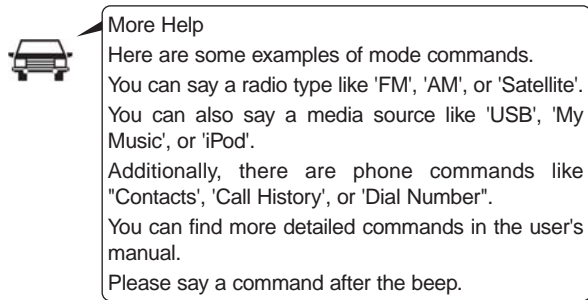 More Help
Here are some examples of mode commands.
You can say a radio type like 'FM', 'AM', or 'Satellite'.
You can also say a media source like 'USB', 'My
Music', or 'iPod'.
Additionally, there are phone commands like
"Contacts', 'Call History', or 'Dial Number".
You can find more detailed commands in the user's
manual.
Please say a command after the beep.